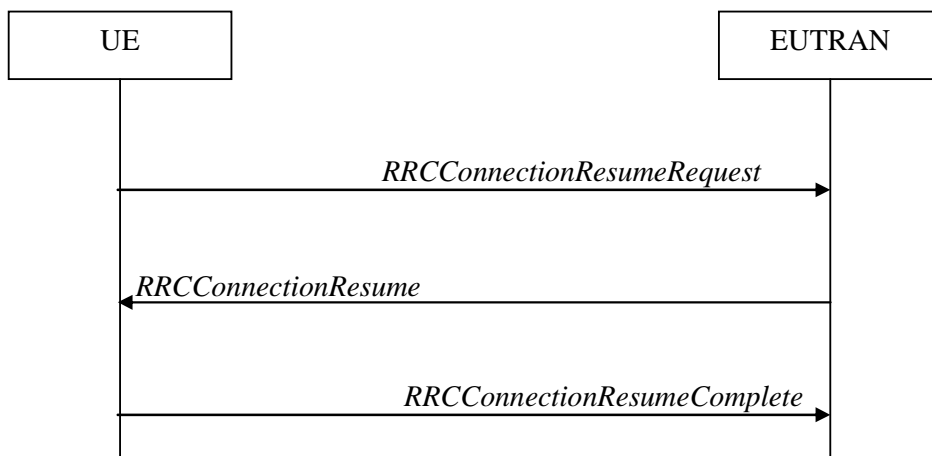 UE
EUTRAN
RRCConnectionResumeRequest
RRCConnectionResume
RRCConnectionResumeComplete